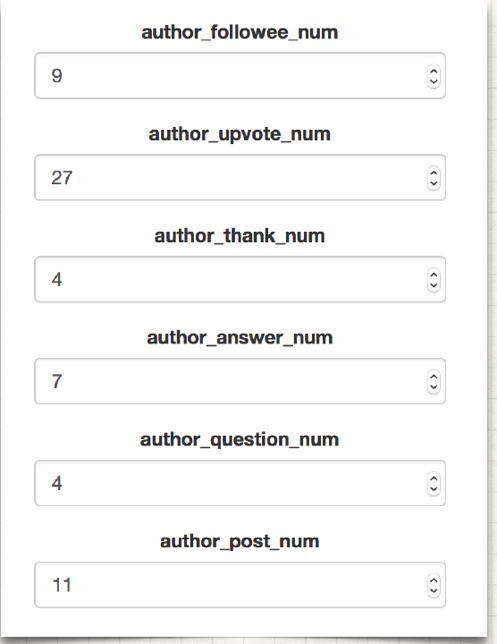 author_followee_num
9
author_upvote_num
27
author_thank_num
4
author_answer_num
7
author_question_num
4
author_post_num
11